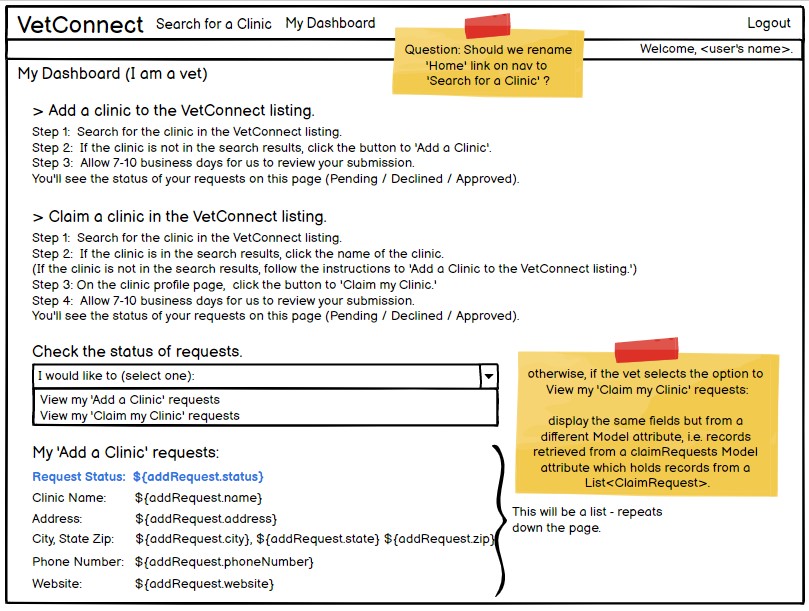 VetConnect Search for a Clinic My Dashboard Logout
Question: Should we rename
'Home' link on nav to
'Search for a Clinic' ?
Welcome, <user's name>.
My Dashboard (I am a vet)
> Add a clinic to the VetConnect listing.
Step 1: Search for the clinic in the VetConnect listing.
Step 2: If the clinic is not in the search results, click the button to 'Add a Clinic'.
Step 3: Allow 7-10 business days for us to review your submission.
You'll see the status of your requests on this page (Pending / Declined / Approved).
> Claim a clinic in the VetConnect listing.
Step 1: Search for the clinic in the VetConnect listing.
Step 2: If the clinic is in the search results, click the name of the clinic.
(If the clinic is not in the search results, follow the instructions to 'Add a Clinic to the VetConnect listing.')
Step 3: On the clinic profile page, click the button to 'Claim my Clinic.'
Step 4: Allow 7-10 business days for us to review your submission.
You'll see the status of your requests on this page (Pending / Declined / Approved).
Check the status of requests.
I would like to (select one):
View my 'Add a Clinic' requests
View my 'Claim my Clinic' requests
otherwise, if the vet selects the option to
View my 'Claim my Clinic' requests:
display the same fields but from a
different Model attribute, i.e. records
retrieved from a claimRequests Model
attribute which holds records from a
List<ClaimRequest>.
My 'Add a Clinic' requests:
Request Status: ${addRequest.status}
Clinic Name: ${addRequest.name}
Address: ${addRequest.address}
City, State Zip: ${addRequest.city}, ${addRequest.state} ${addRequest.zip}
Phone Number: ${addRequest.phoneNumber}
Website: ${addRequest.website}
This will be a list - repeats
down the page.